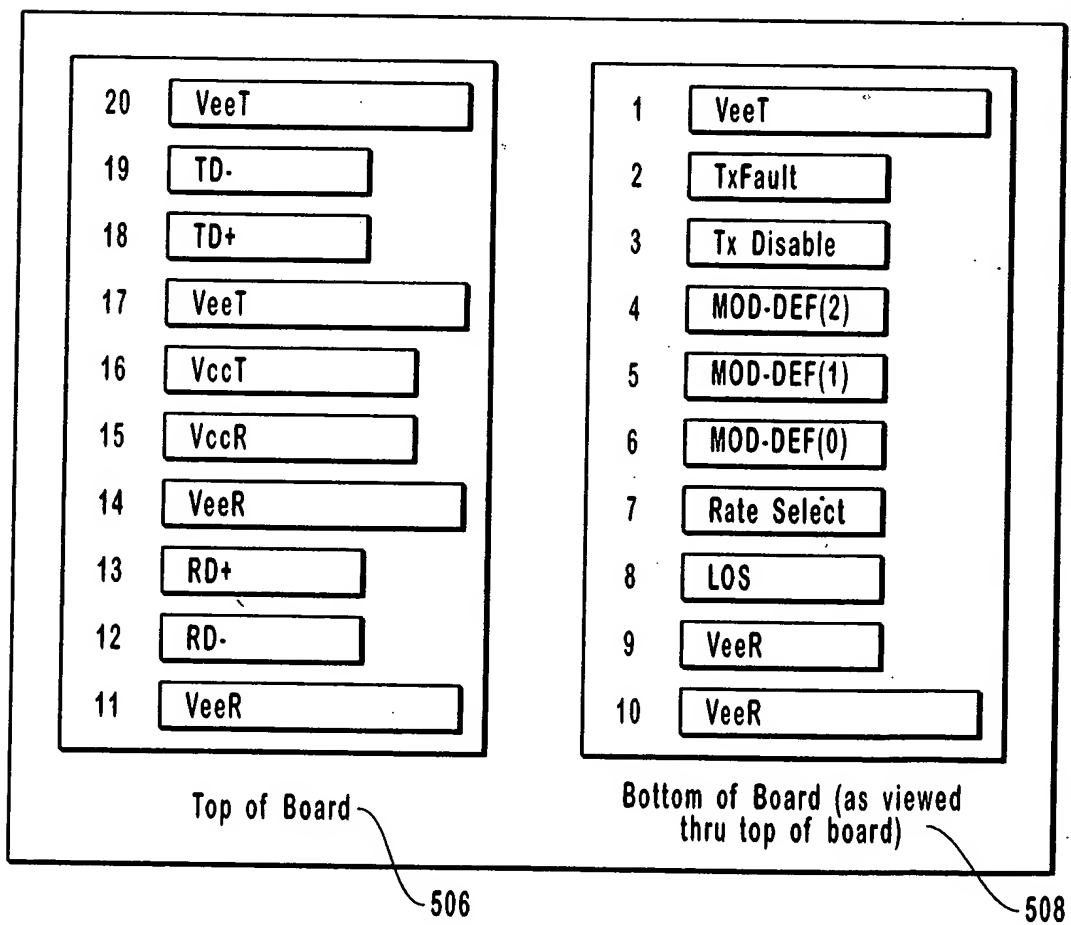 20 VeeT
19 TD-
18 TD+
17 VeeT
16 VccT
15 VccR
14 VeeR
13 RD+
12 RD-
11 VeeR
Top of Board
506
1 VeeT
2 TxFault
3 Tx Disable
4 MOD-DEF(2)
5 MOD-DEF(1)
6 MOD-DEF(0)
7 Rate Select
8 LOS
9 VeeR
10 VeeR
Bottom of Board (as viewed
thru top of board)
508